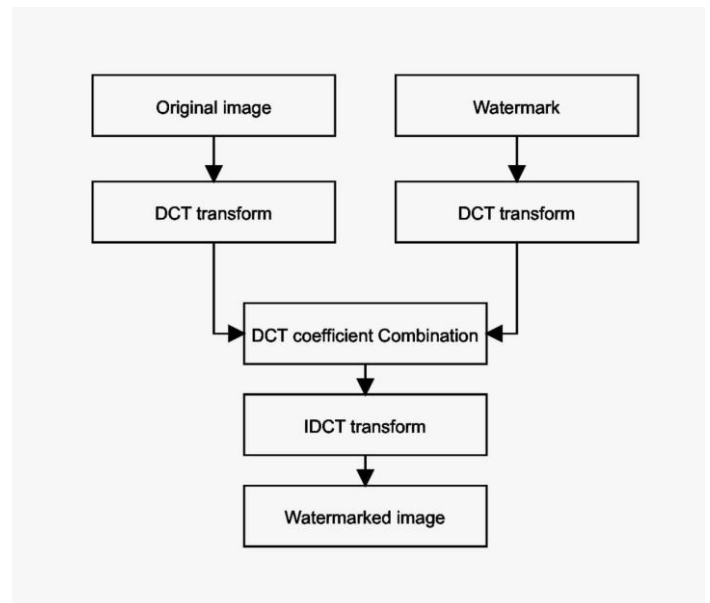 Original image
Watermark
DCT transform
DCT transform
DCT coefficient Combination
IDCT transform
Watermarked image